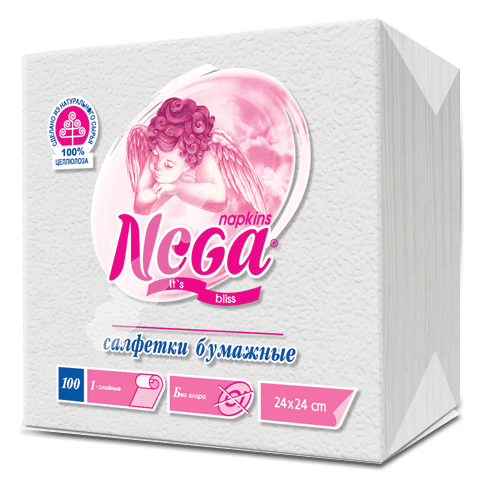 СДЕЛАНО ИЗ НАТУРАЛЬНОГО СЫРЬЯ
100%
ЦЕЛЛЮЛОЗА
napkins
Nega®
It's
bliss
салфетки бумажные
100
1-слойные
Без хлора
24x24 cm